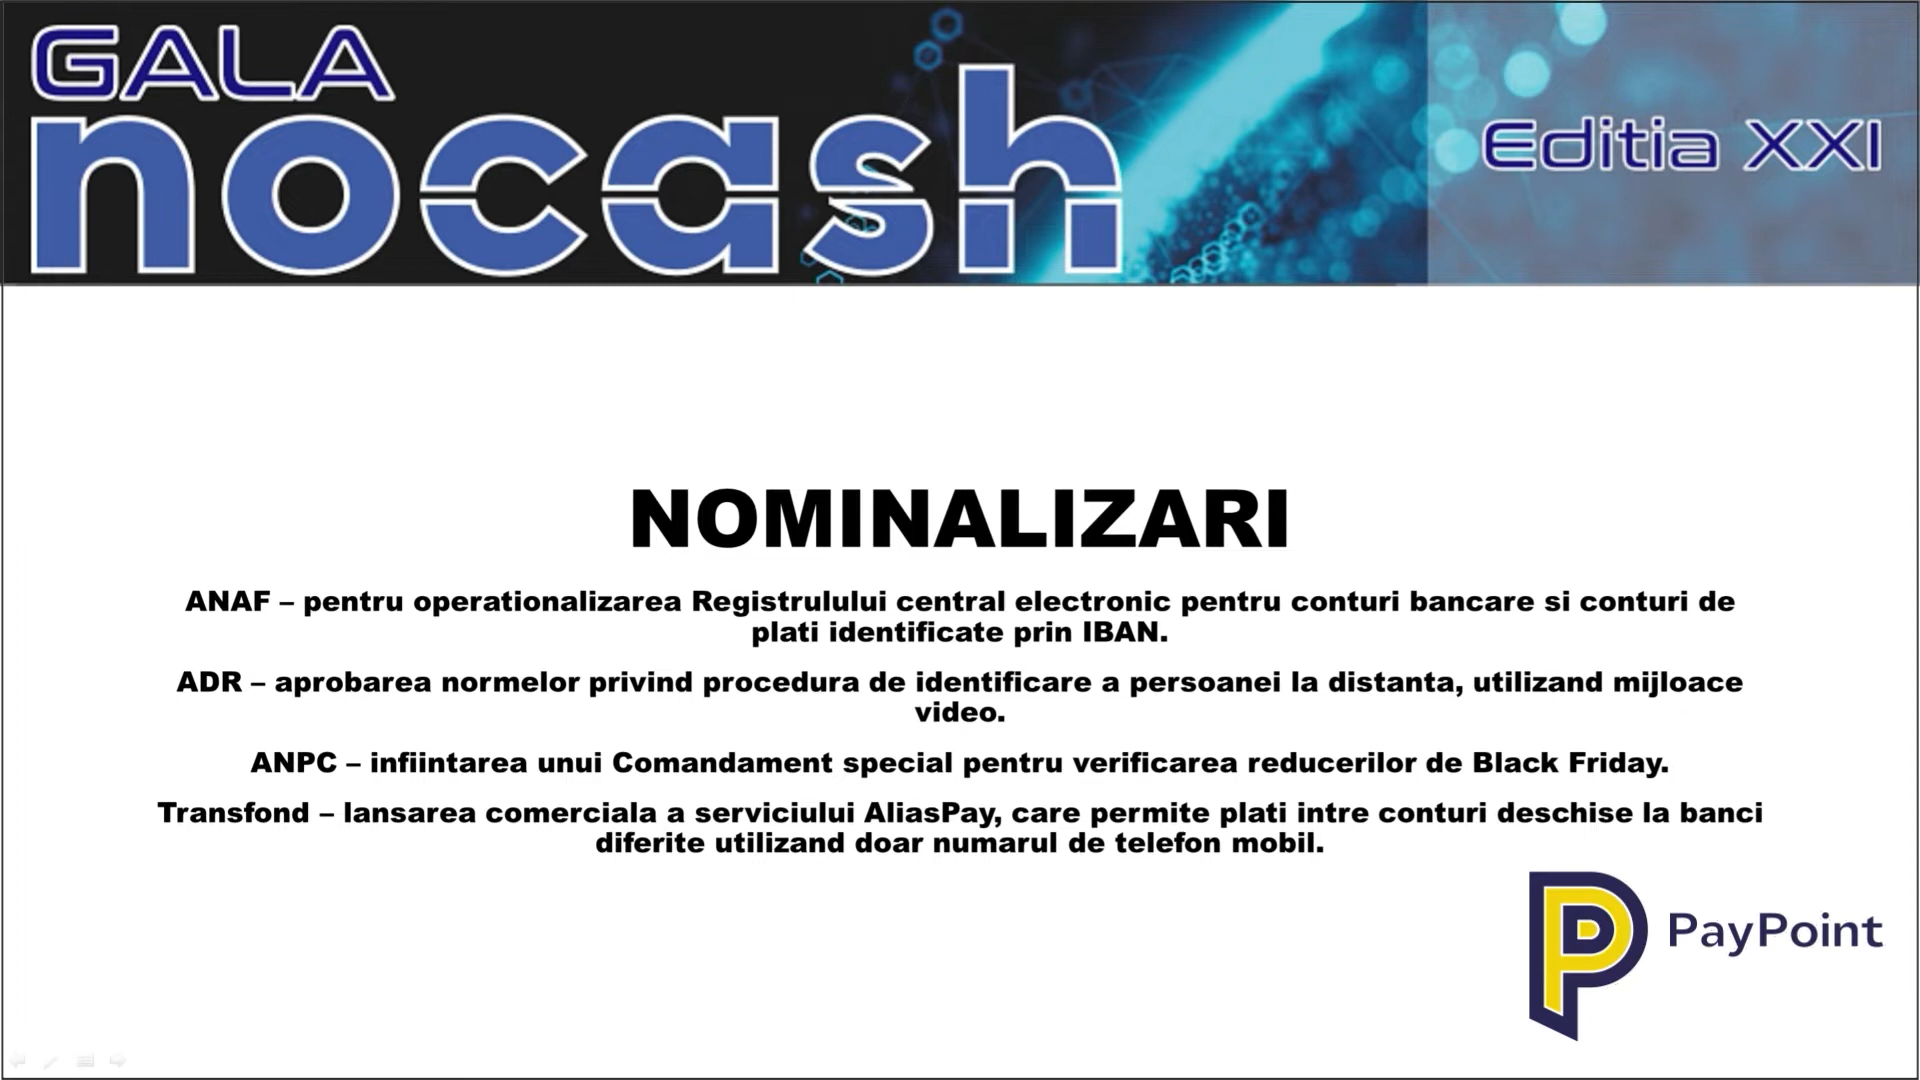 GALA
nocash
Editia XXI
NOMINALIZARI
ANAF – pentru operationalizarea Registrulului central electronic pentru conturi bancare si conturi de
plati identificate prin IBAN.
ADR – aprobarea normelor privind procedura de identificare a persoanei la distanta, utilizand mijloace
video.
ANPC – infiintarea unui Comandament special pentru verificarea reducerilor de Black Friday.
Transfond – lansarea comerciala a serviciului AliasPay, care permite plati intre conturi deschise la banci
diferite utilizand doar numarul de telefon mobil.
PayPoint